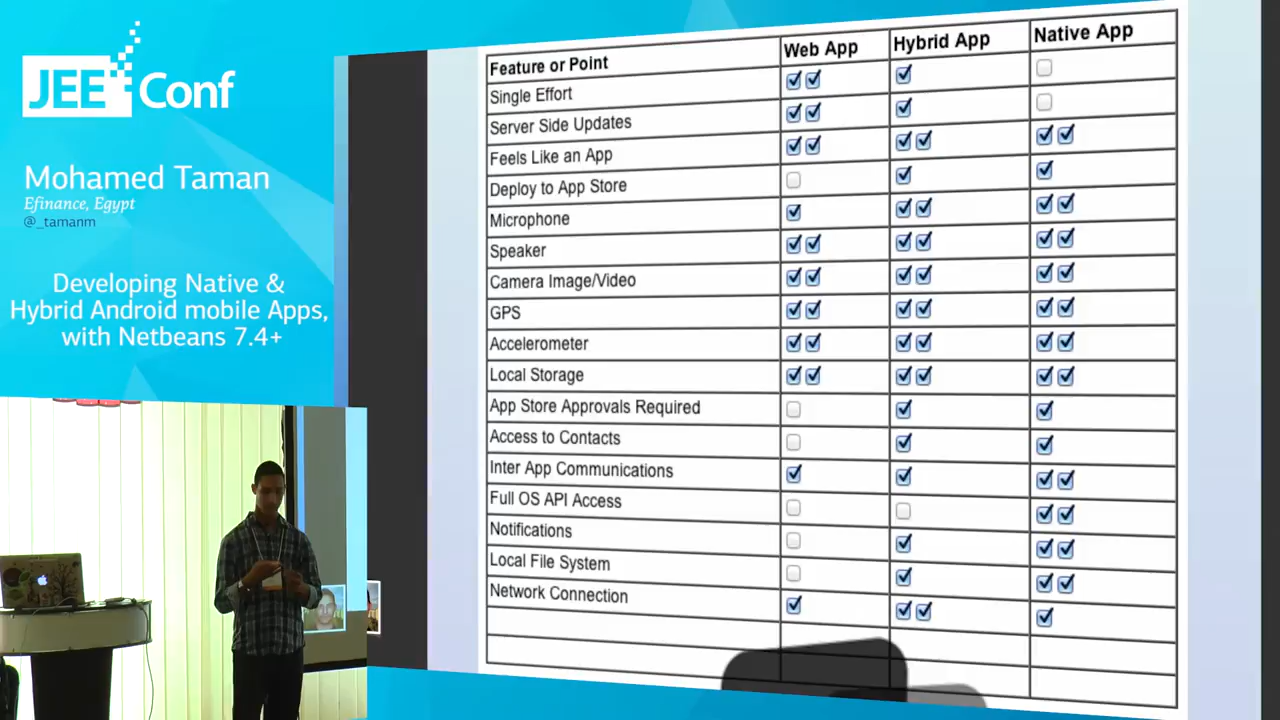 JEE Conf
Mohamed Taman
Efinance, Egypt
@_tamanm
Developing Native &
Hybrid Android mobile Apps,
with Netbeans 7.4+
Feature or Point Web App Hybrid App Native App
Single Effort
Server Side Updates
Feels Like an App
Deploy to App Store
Microphone
Speaker
Camera Image/Video
GPS
Accelerometer
Local Storage
App Store Approvals Required
Access to Contacts
Inter App Communications
Full OS API Access
Notifications
Local File System
Network Connection